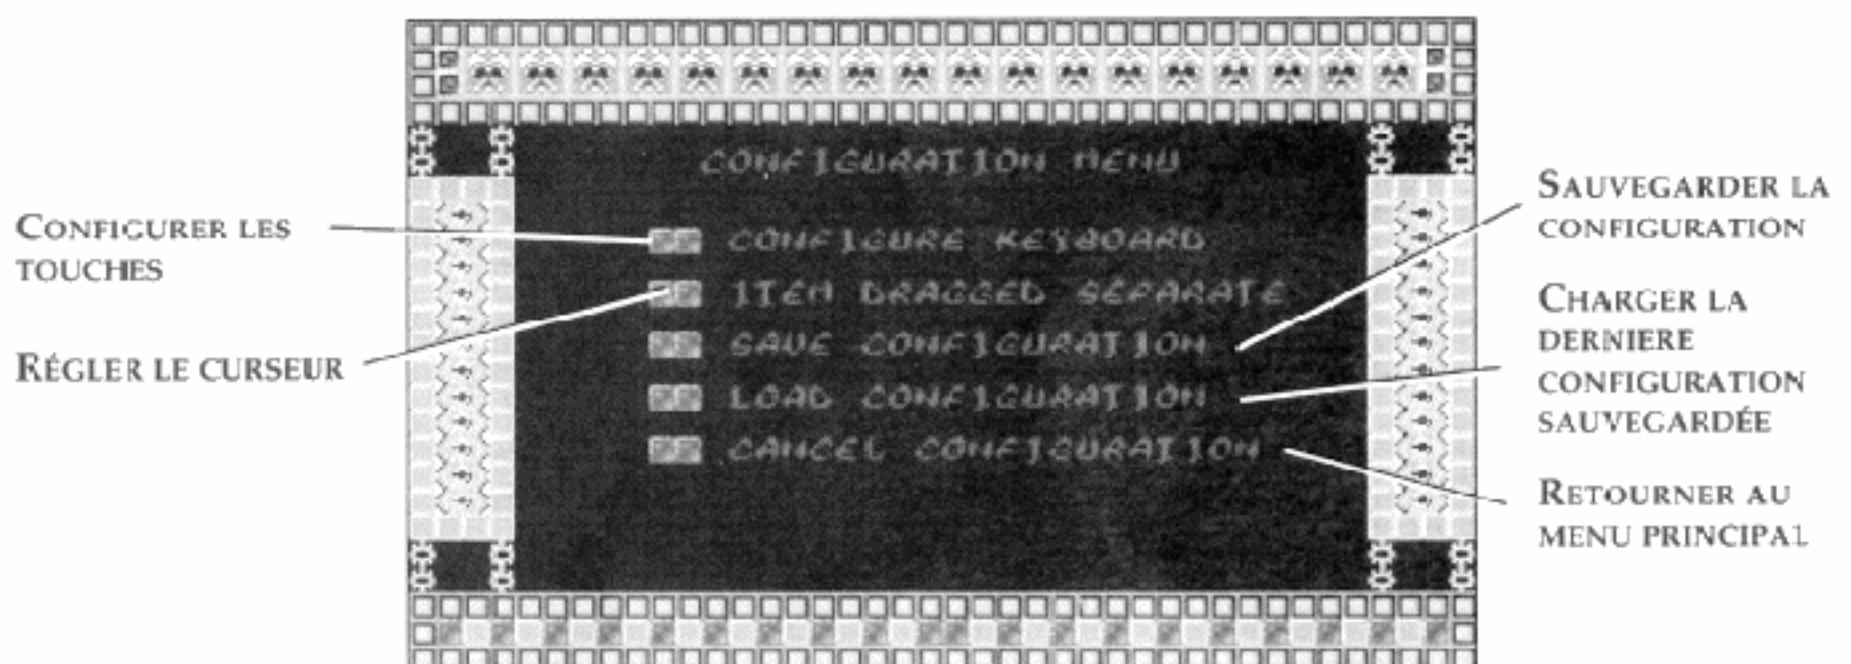 CONFIGURER LES
TOUCHES
RÉGLER LE CURSEUR
CONFIGURATION MENU
CONFIGURE KEYBOARD
ITEM DRAGGED SEPARATE
SAVE CONFIGURATION
LOAD CONFIGURATION
CANCEL CONFIGURATION
SAUVEGARDER LA
CONFIGURATION
CHARGER LA
DERNIERE
CONFIGURATION
SAUVEGARDÉE
RETOURNER AU
MENU PRINCIPAL